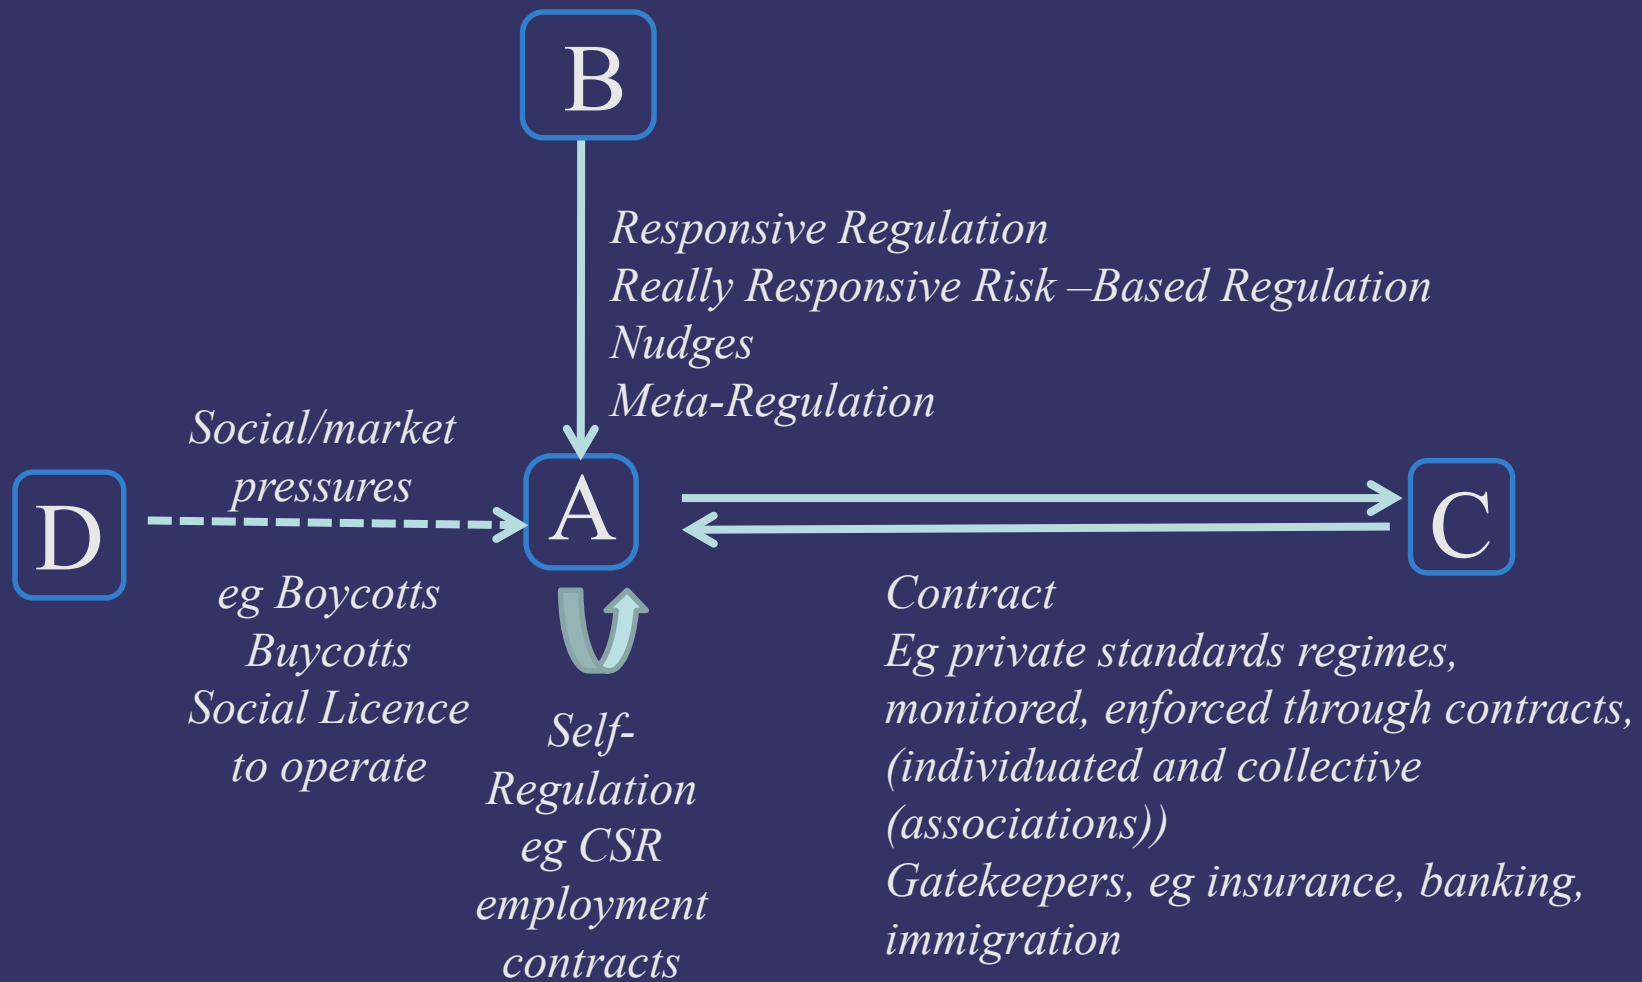 B
Responsive Regulation
Really Responsive Risk –Based Regulation
Nudges
Meta-Regulation
Social/market
pressures
D
A
C
eg Boycotts
Buycotts
Social Licence
to operate
Self-
Regulation
eg CSR
employment
contracts
Contract
Eg private standards regimes,
monitored, enforced through contracts,
(individuated and collective
(associations))
Gatekeepers, eg insurance, banking,
immigration